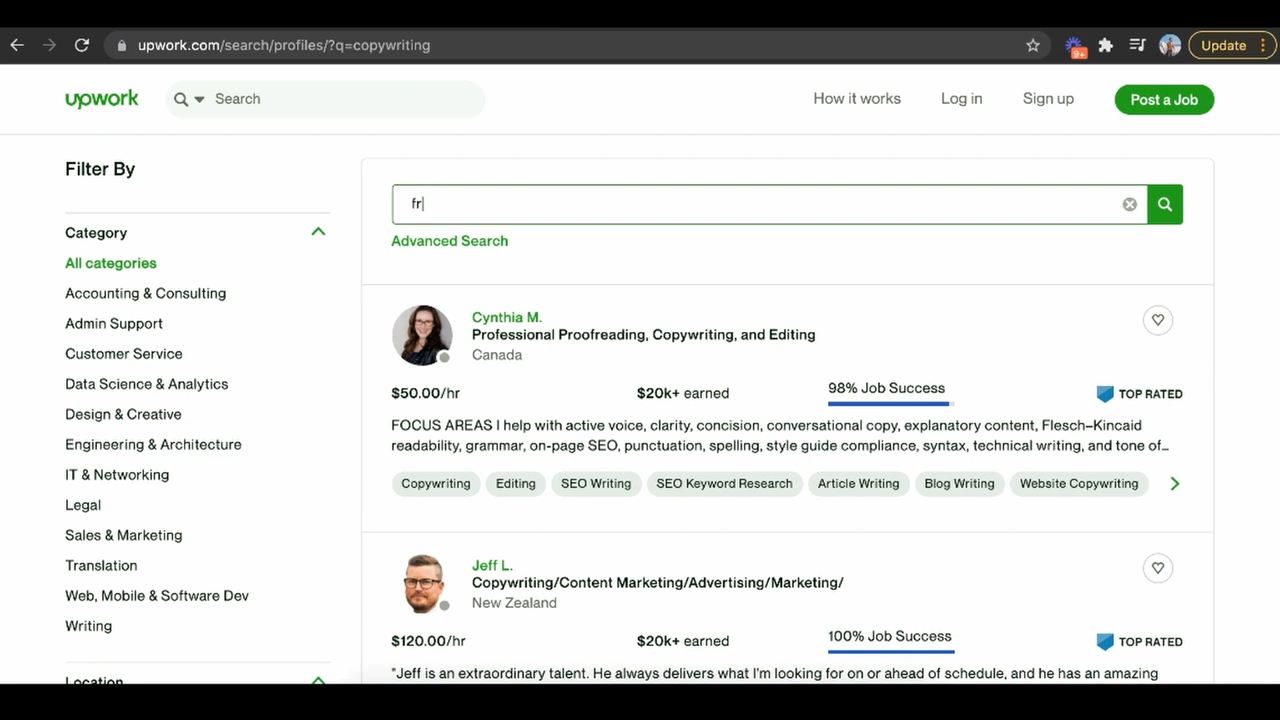 upwork.com/search/profiles/?q=copywriting
9+
Update
upwork
Search
How it works
Log in
Sign up
Post a Job
Filter By
Category
All categories
Accounting & Consulting
Admin Support
Customer Service
Data Science & Analytics
Design & Creative
Engineering & Architecture
IT & Networking
Legal
Sales & Marketing
Translation
Web, Mobile & Software Dev
Writing
Location
fr
Advanced Search
Cynthia M.
Professional Proofreading, Copywriting, and Editing
Canada
$50.00/hr
$20k+ earned
98% Job Success
TOP RATED
FOCUS AREAS I help with active voice, clarity, concision, conversational copy, explanatory content, Flesch–Kincaid
readability, grammar, on-page SEO, punctuation, spelling, style guide compliance, syntax, technical writing, and tone of…
Copywriting
Editing
SEO Writing
SEO Keyword Research
Article Writing
Blog Writing
Website Copywriting
Jeff L.
Copywriting/Content Marketing/Advertising/Marketing/
New Zealand
$120.00/hr
$20k+ earned
100% Job Success
TOP RATED
"Jeff is an extraordinary talent. He always delivers what I'm looking for on or ahead of schedule, and he has an amazing